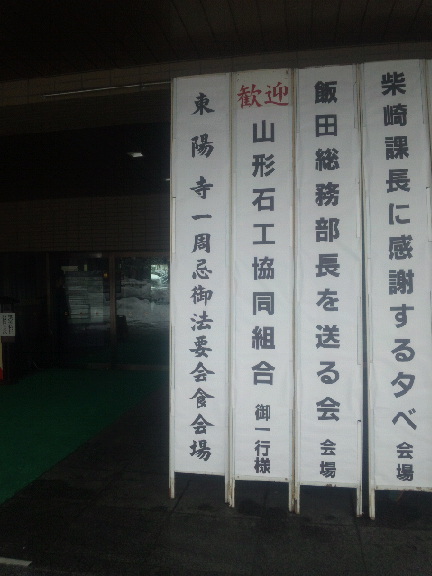 柴崎課長に感謝する夕べ 会場
飯田総務部長を送る会 会場
歓迎 山形石工協同組合 御一行様
東陽寺一周忌御法要会食会場